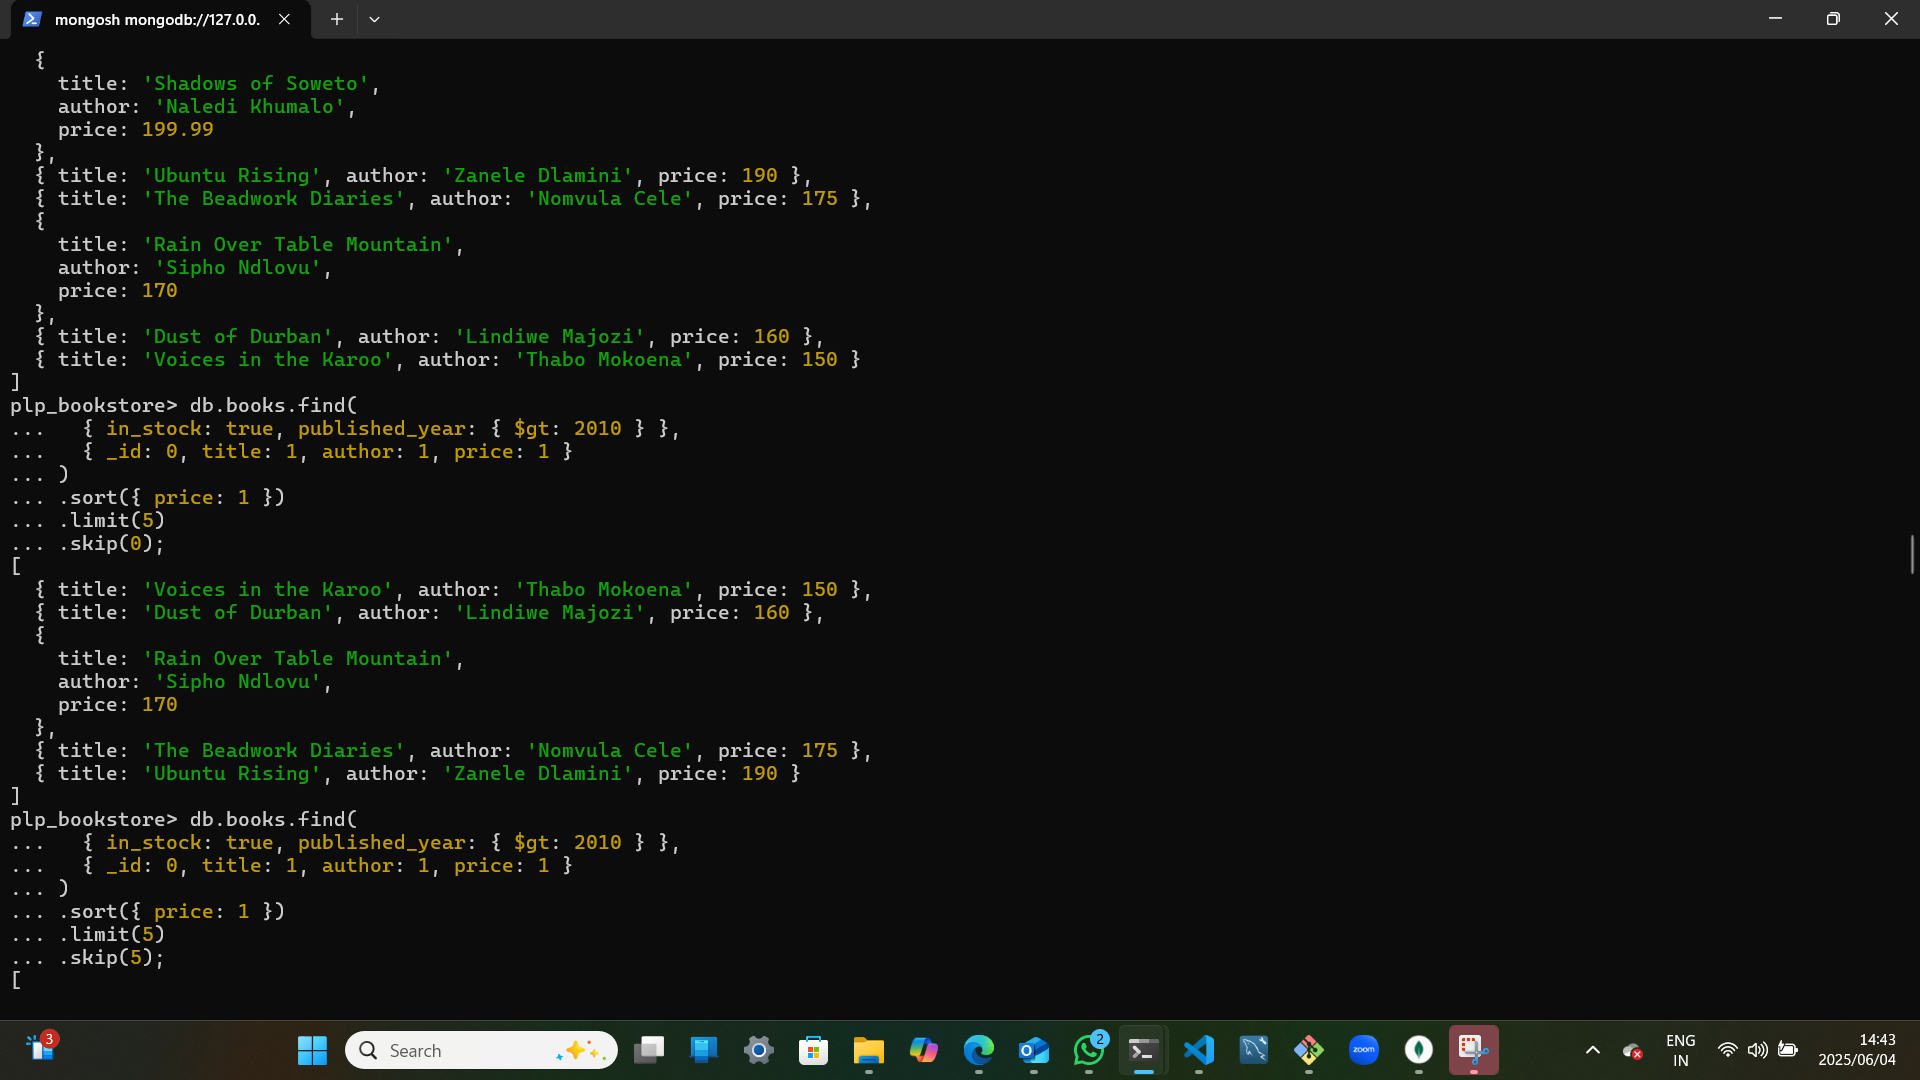 mongosh mongodb://127.0.0.
  {
    title: 'Shadows of Soweto',
    author: 'Naledi Khumalo',
    price: 199.99
  },
  { title: 'Ubuntu Rising', author: 'Zanele Dlamini', price: 190 },
  { title: 'The Beadwork Diaries', author: 'Nomvula Cele', price: 175 },
  {
    title: 'Rain Over Table Mountain',
    author: 'Sipho Ndlovu',
    price: 170
  },
  { title: 'Dust of Durban', author: 'Lindiwe Majozi', price: 160 },
  { title: 'Voices in the Karoo', author: 'Thabo Mokoena', price: 150 }
]
plp_bookstore> db.books.find(
...   { in_stock: true, published_year: { $gt: 2010 } },
...   { _id: 0, title: 1, author: 1, price: 1 }
... )
... .sort({ price: 1 })
... .limit(5)
... .skip(0);
[
  { title: 'Voices in the Karoo', author: 'Thabo Mokoena', price: 150 },
  { title: 'Dust of Durban', author: 'Lindiwe Majozi', price: 160 },
  {
    title: 'Rain Over Table Mountain',
    author: 'Sipho Ndlovu',
    price: 170
  },
  { title: 'The Beadwork Diaries', author: 'Nomvula Cele', price: 175 },
  { title: 'Ubuntu Rising', author: 'Zanele Dlamini', price: 190 }
]
plp_bookstore> db.books.find(
...   { in_stock: true, published_year: { $gt: 2010 } },
...   { _id: 0, title: 1, author: 1, price: 1 }
... )
... .sort({ price: 1 })
... .limit(5)
... .skip(5);
[
3
Search
2
zoom
ENG
IN
14:43
2025/06/04